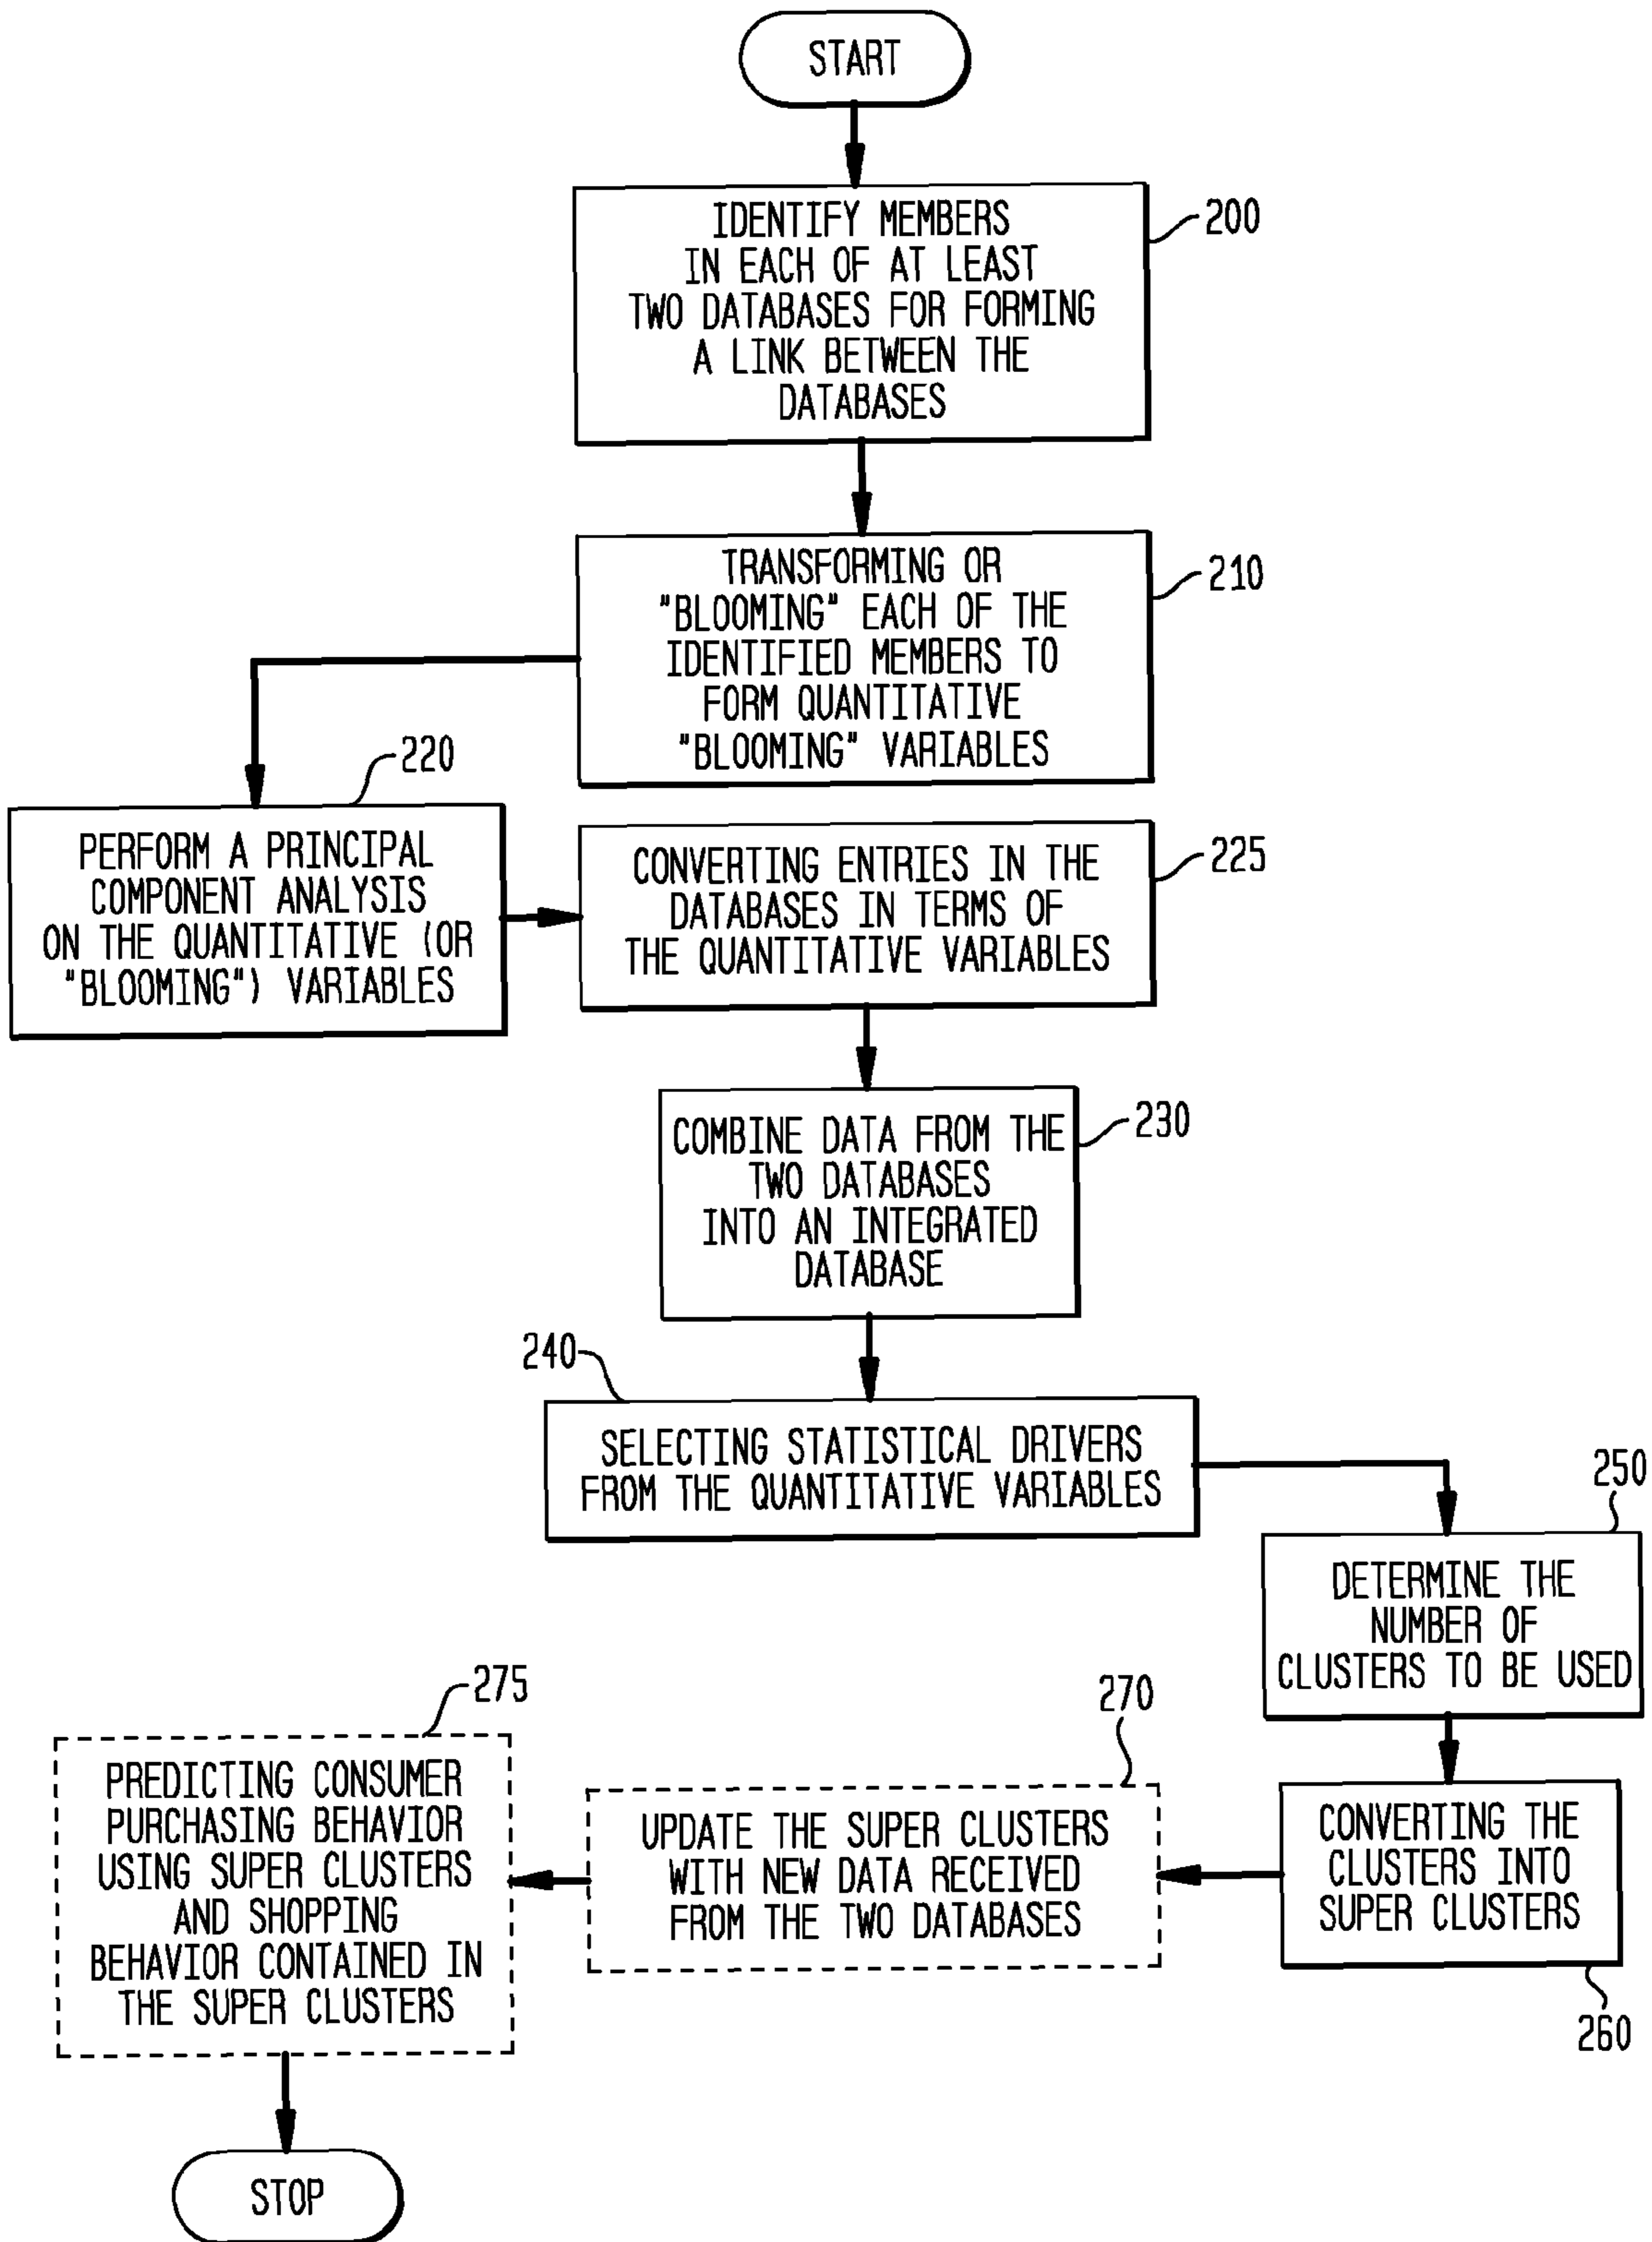 START
IDENTIFY MEMBERS
IN EACH OF AT LEAST
TWO DATABASES FOR FORMING
A LINK BETWEEN THE
DATABASES
200
TRANSFORMING OR
"BLOOMING" EACH OF THE
IDENTIFIED MEMBERS TO
FORM QUANTITATIVE
"BLOOMING" VARIABLES
210
220
PERFORM A PRINCIPAL
COMPONENT ANALYSIS
ON THE QUANTITATIVE (OR
"BLOOMING") VARIABLES
CONVERTING ENTRIES IN THE
DATABASES IN TERMS OF
THE QUANTITATIVE VARIABLES
225
COMBINE DATA FROM THE
TWO DATABASES
INTO AN INTEGRATED
DATABASE
230
240
SELECTING STATISTICAL DRIVERS
FROM THE QUANTITATIVE VARIABLES
250
DETERMINE THE
NUMBER OF
CLUSTERS TO BE USED
CONVERTING THE
CLUSTERS INTO
SUPER CLUSTERS
260
270
UPDATE THE SUPER CLUSTERS
WITH NEW DATA RECEIVED
FROM THE TWO DATABASES
275
PREDICTING CONSUMER
PURCHASING BEHAVIOR
USING SUPER CLUSTERS
AND SHOPPING
BEHAVIOR CONTAINED IN
THE SUPER CLUSTERS
STOP